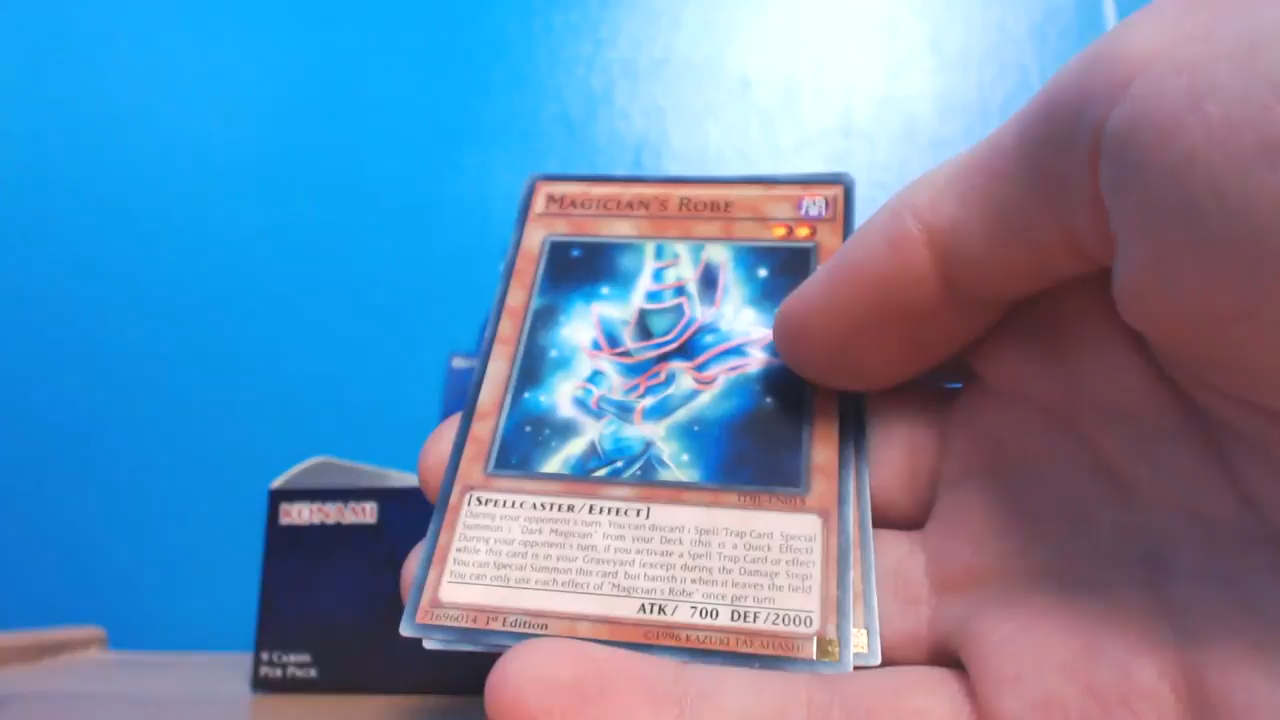 MAGICIAN'S ROBE
TDIL-EN018
[SPELLCASTER/EFFECT]
During your opponent's turn: You can discard 1 Spell/Trap Card; Special
Summon 1 "Dark Magician" from your Deck (this is a Quick Effect).
During your opponent's turn, if you activate a Spell/Trap Card or effect
while this card is in your Graveyard (except during the Damage Step):
You can Special Summon this card, but banish it when it leaves the field.
You can only use each effect of "Magician's Robe" once per turn.
ATK/ 700 DEF/2000
71696014 1st Edition
©1996 KAZUKI TAKAHASHI
KONAMI
9 CARDS
PER PACK